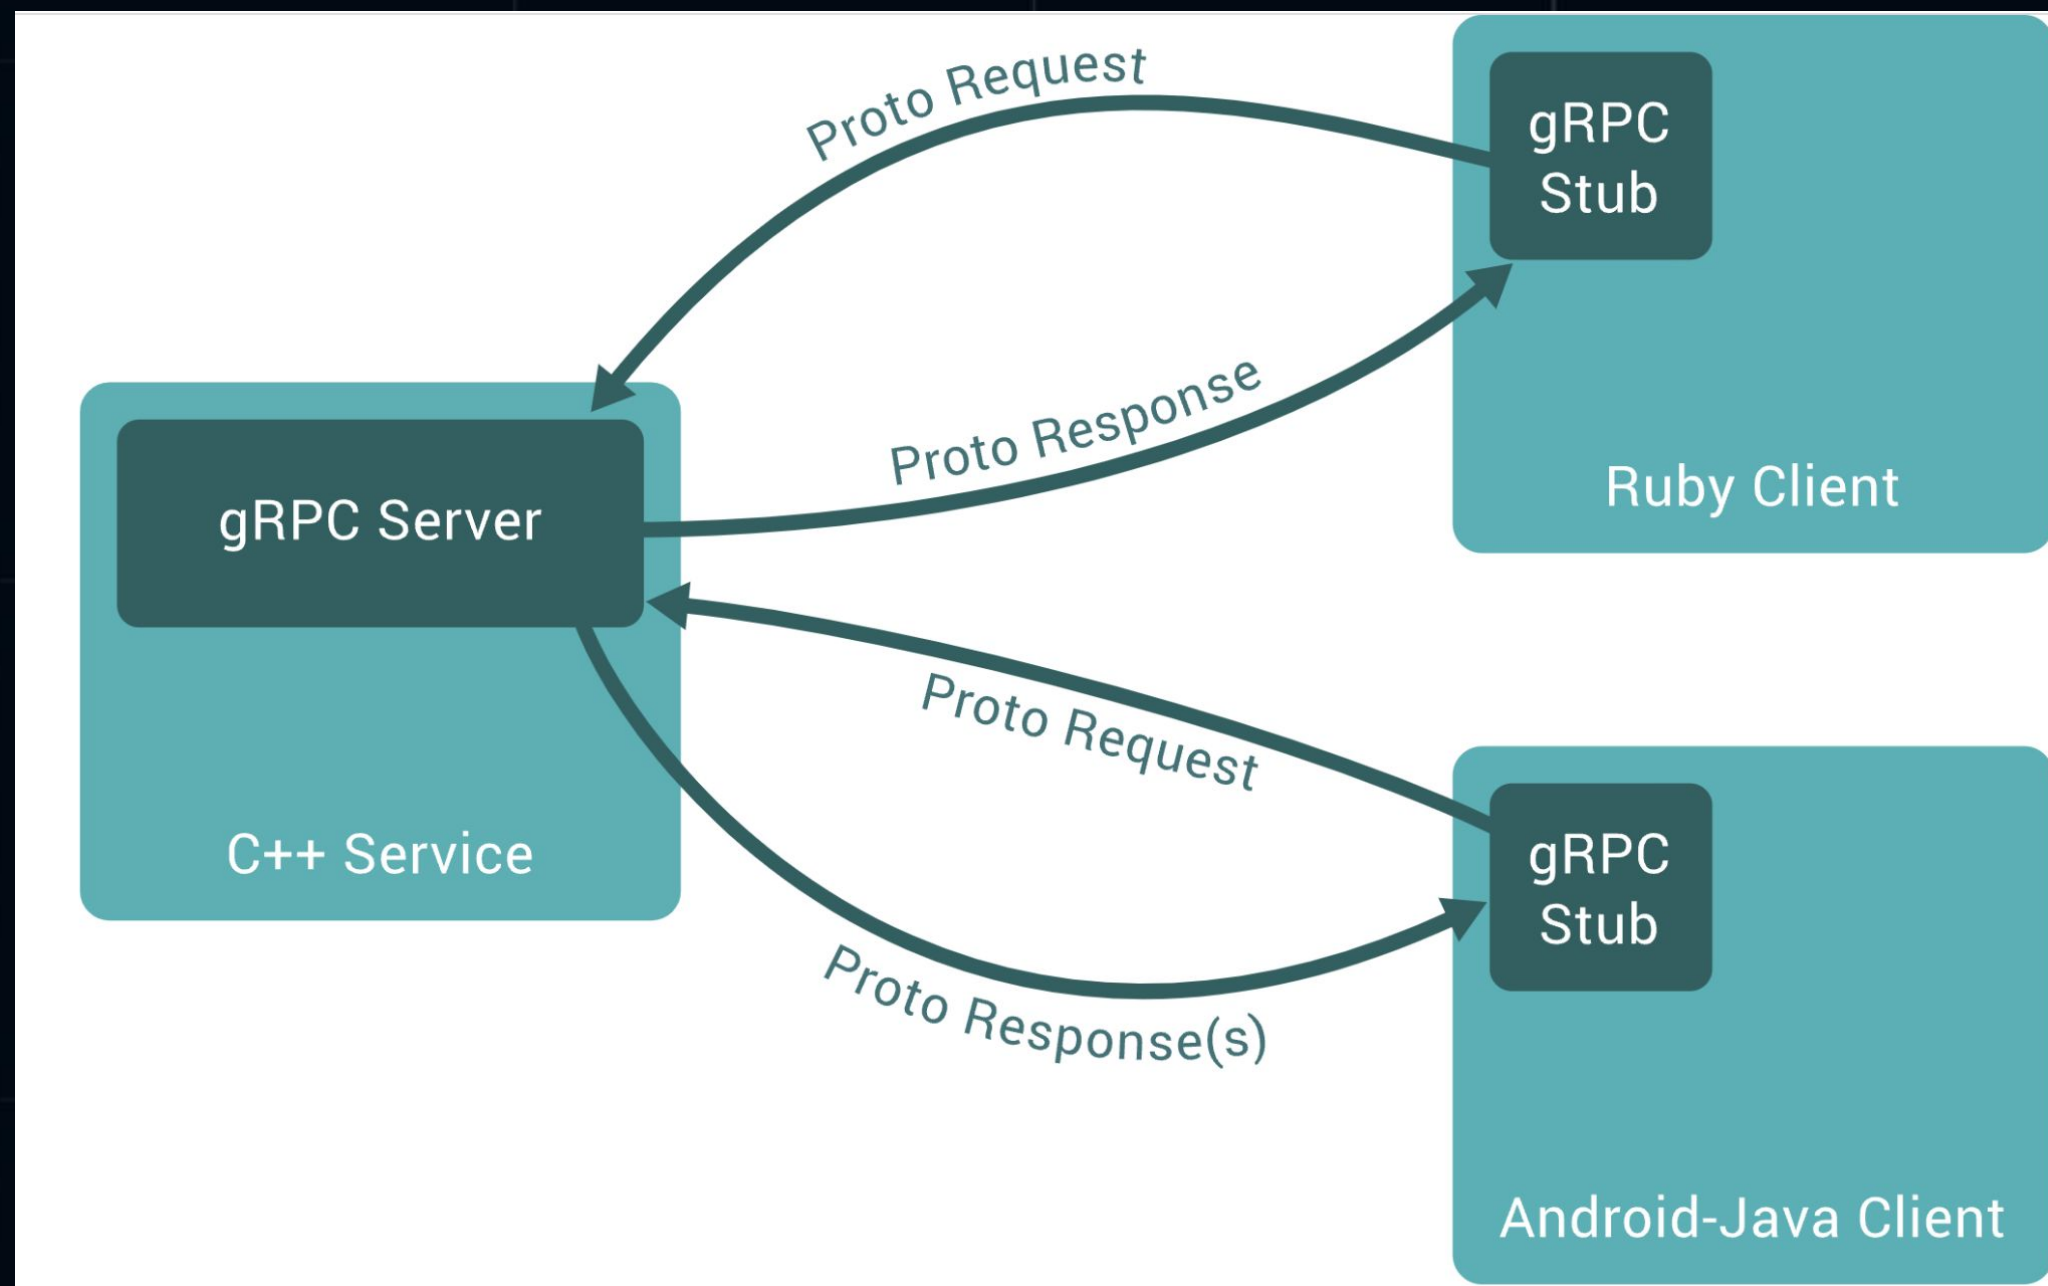 Proto Request
gRPC
Stub
Proto Response
Ruby Client
gRPC Server
C++ Service
Proto Request
gRPC
Stub
Proto Response(s)
Android-Java Client